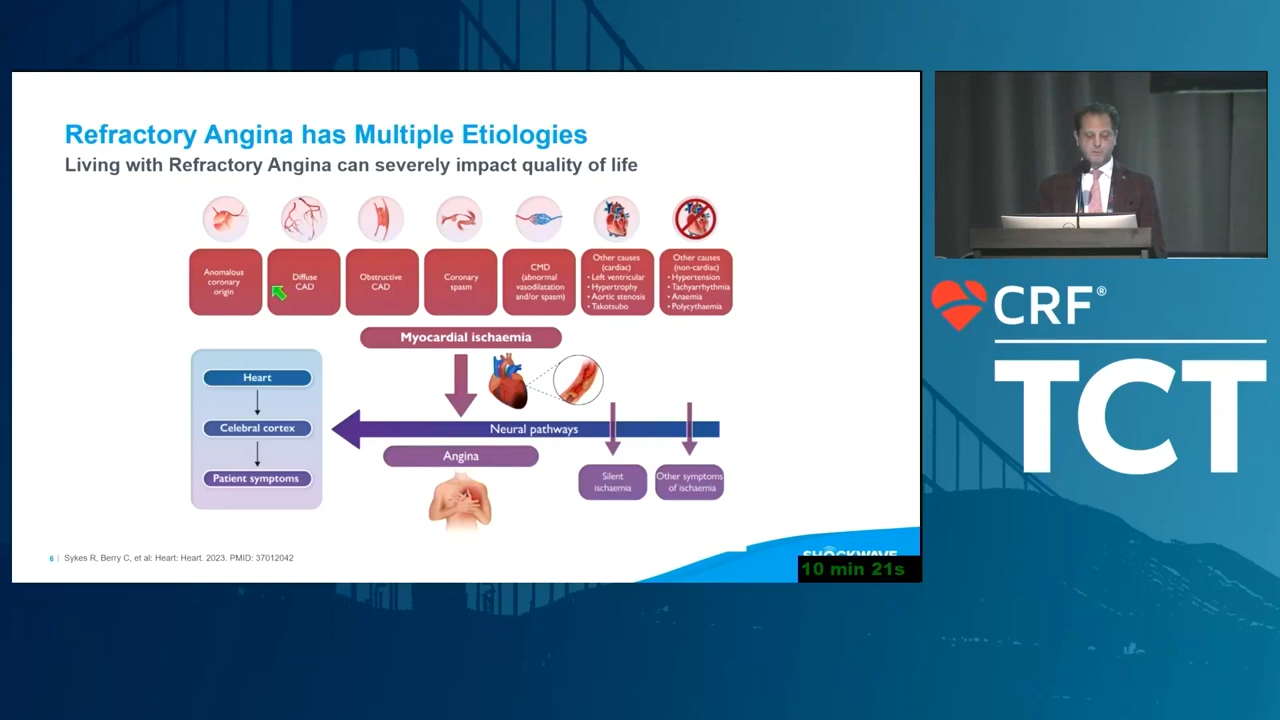 Refractory Angina has Multiple Etiologies
Living with Refractory Angina can severely impact quality of life
Anomalous
coronary
origin
Diffuse
CAD
Obstructive
CAD
Coronary
spasm
CMD
(abnormal
vasodilatation
and/or spasm)
Other causes
(cardiac)
• Left ventricular
• Hypertrophy
• Aortic stenosis
• Takotsubo
Other causes
(non-cardiac)
• Hypertension
• Tachyarrhythmia
• Anaemia
• Polycythaemia
Myocardial ischaemia
Heart
Celebral cortex
Patient symptoms
Neural pathways
Angina
Silent
ischaemia
Other symptoms
of ischaemia
6 | Sykes R, Berry C, et al: Heart: Heart. 2023. PMID: 37012042
SHOCKWAVE
10 min 21s
CRF®
TCT